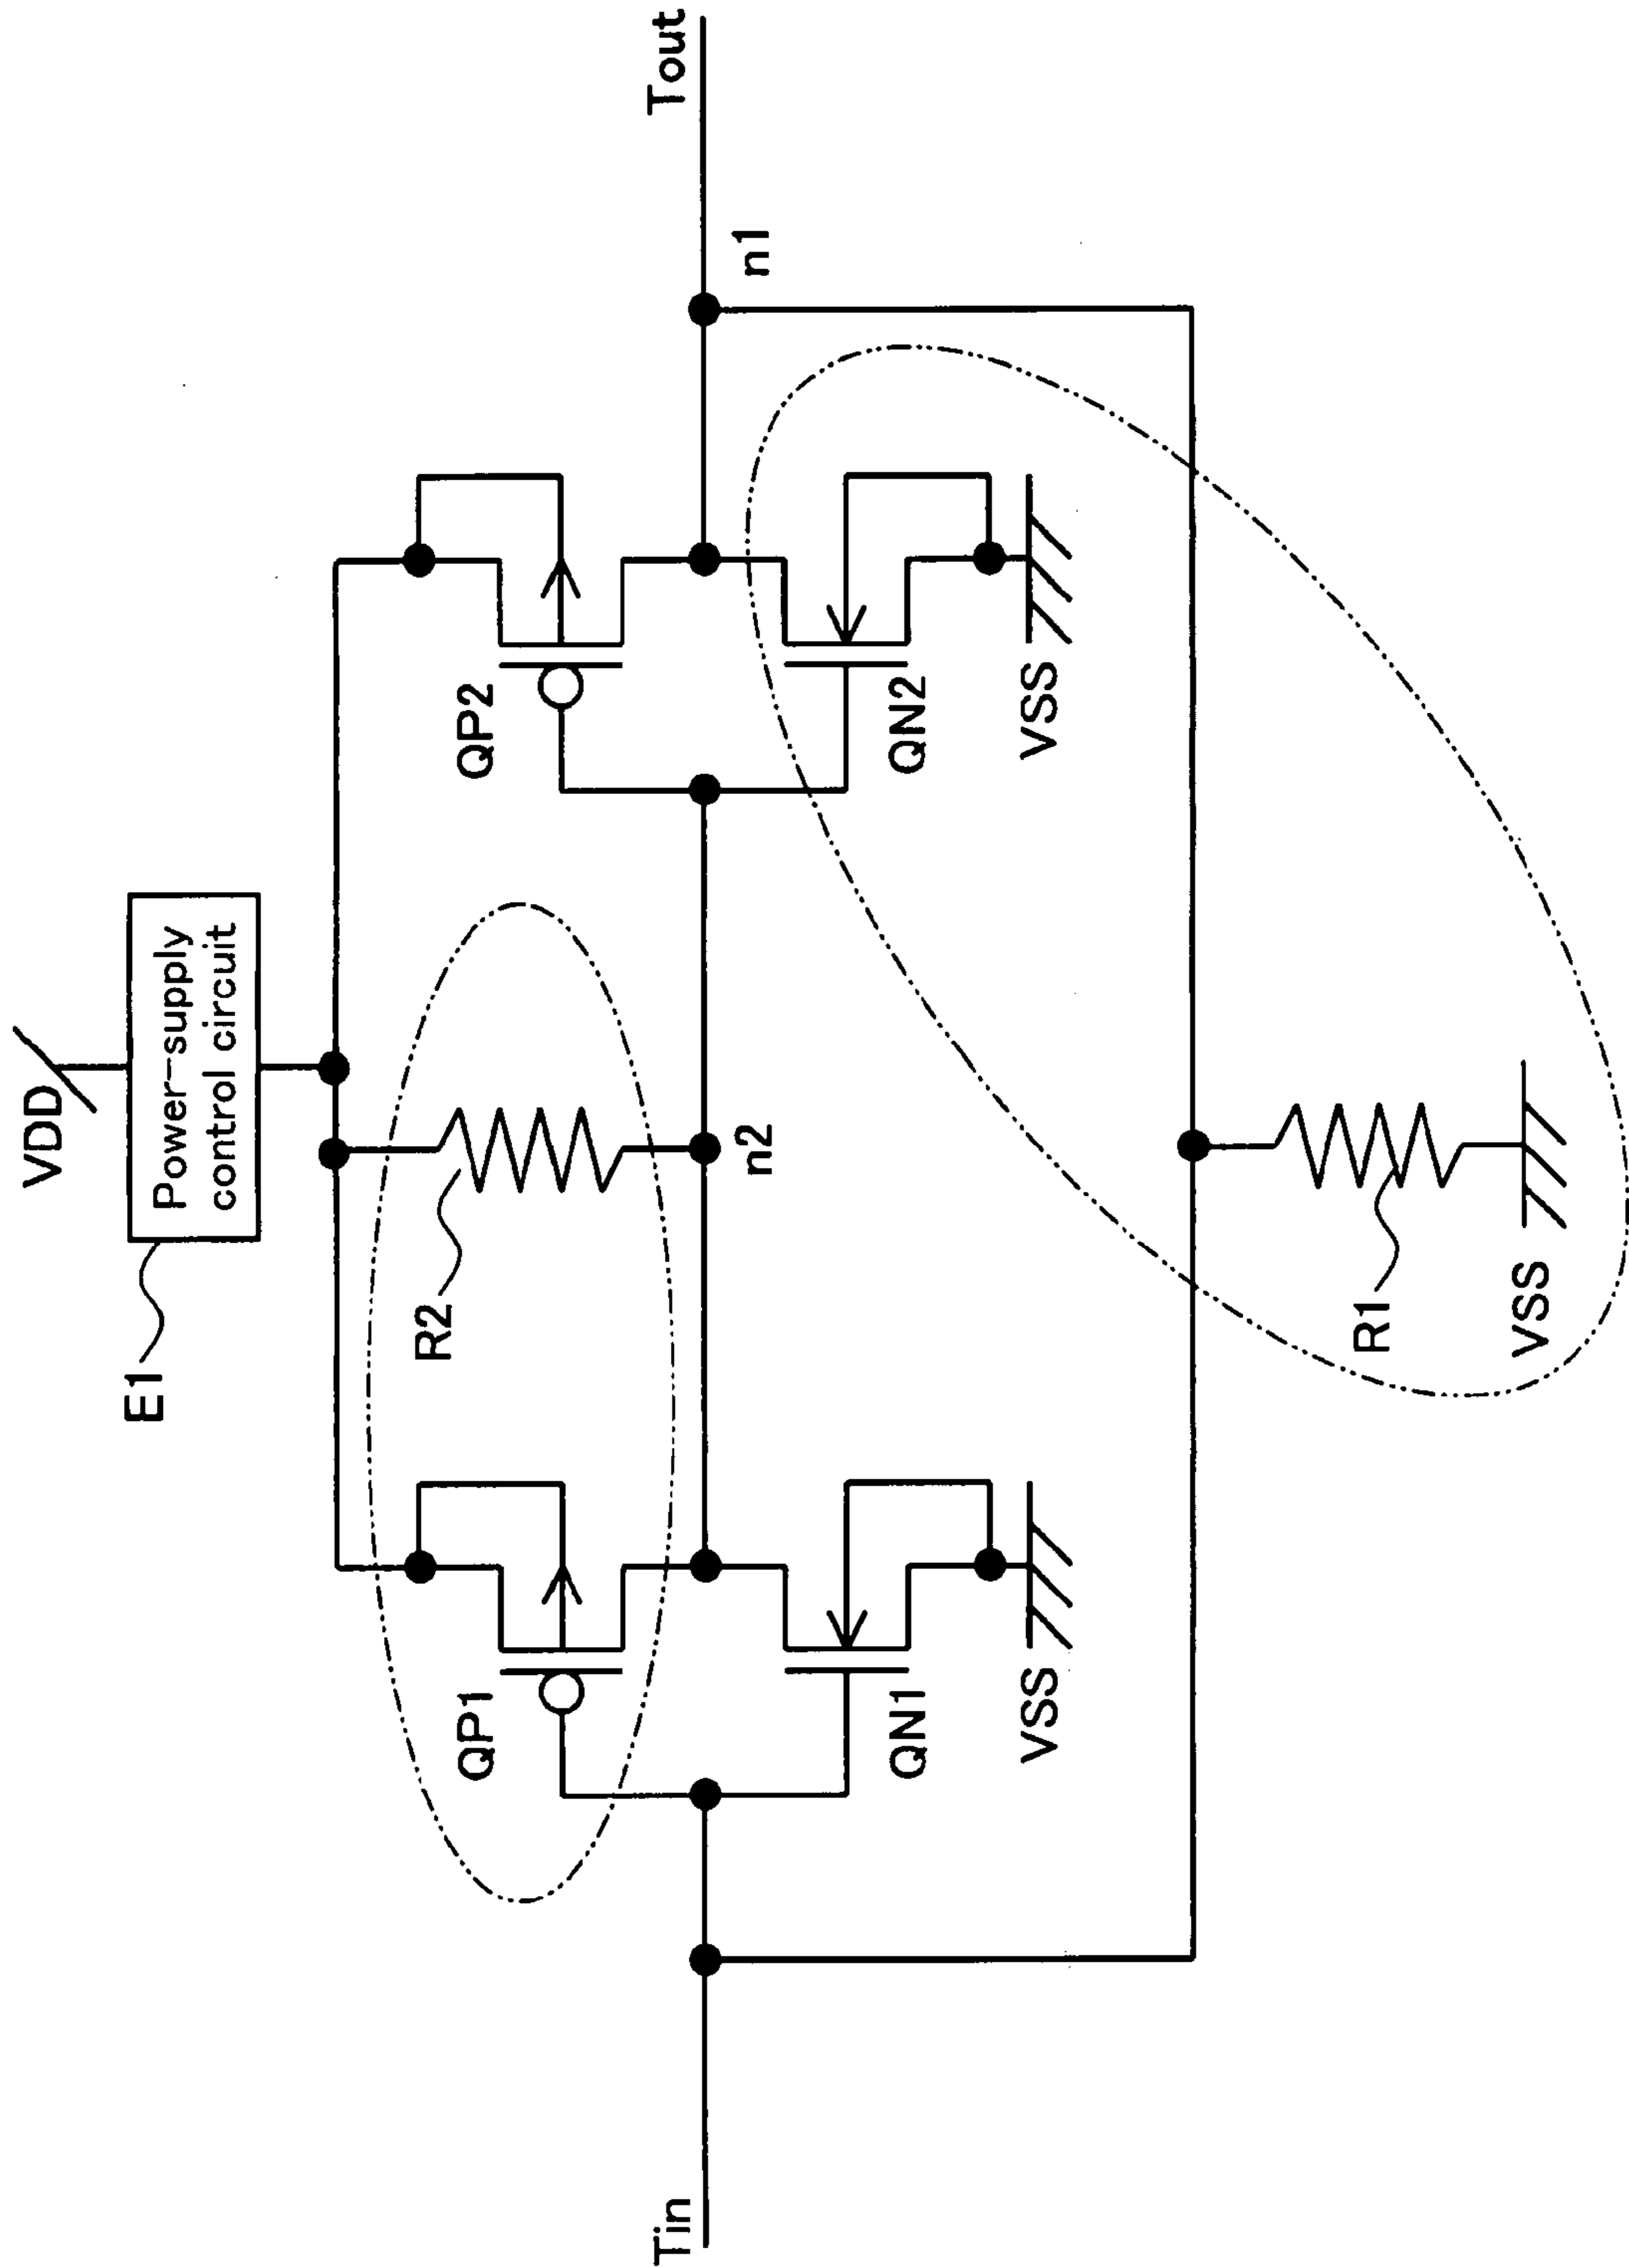 VDD
Power-supply
control circuit
E1
R2
QP1
QP2
n2
n1
Tin
Tout
QN1
QN2
VSS
VSS
R1
VSS